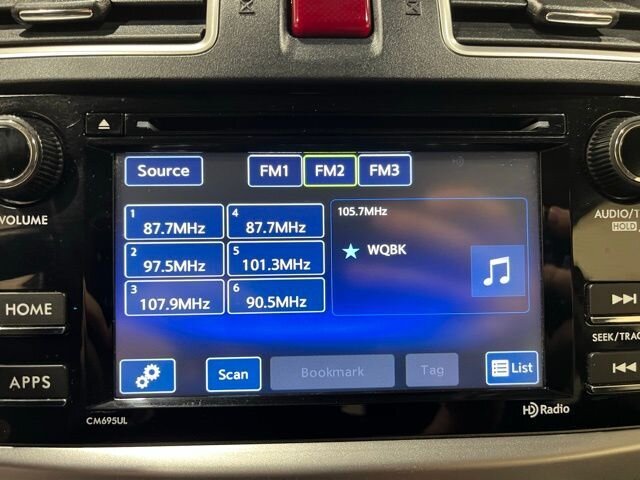 Source FM1 FM2 FM3
1 87.7MHz 4 87.7MHz
2 97.5MHz 5 101.3MHz
3 107.9MHz 6 90.5MHz
105.7MHz
WQBK
Scan Bookmark Tag List
VOLUME
HOME
APPS
CM695UL
HD Radio
HOLD
SEEK/TRAC